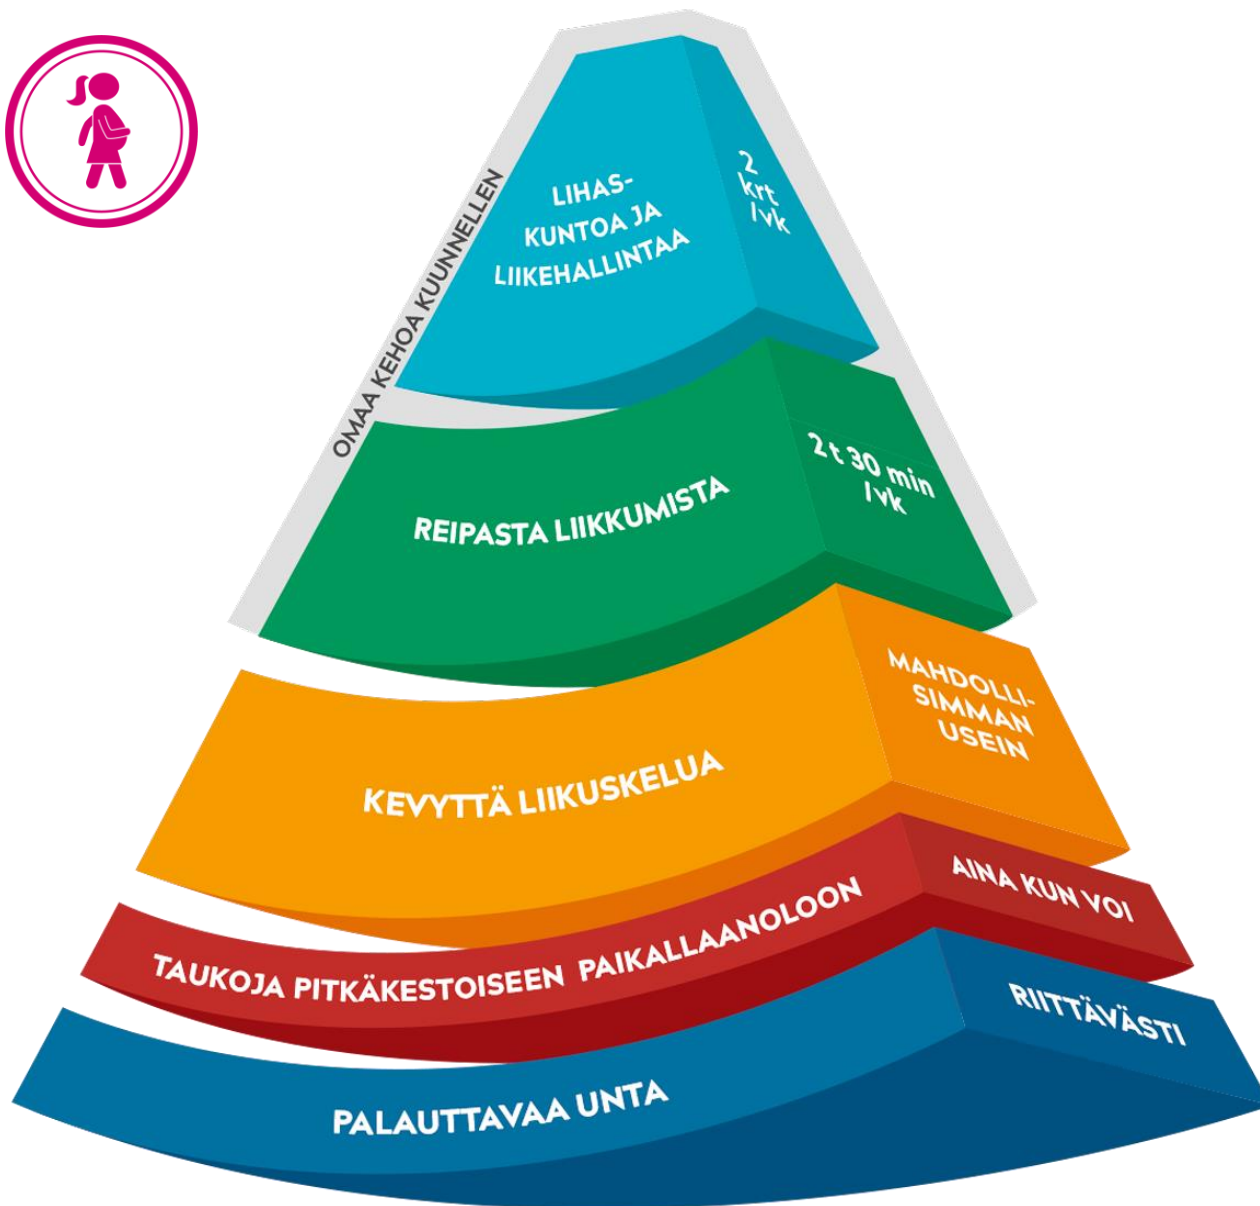 OMAA KEHOA KUUNNELLEN
LIHAS-
KUNTOA JA
LIIKEHALLINTAA
2
krt
/vk
REIPASTA LIIKKUMISTA
2 t 30 min
/vk
KEVYTTÄ LIIKUSKELUA
MAHDOLLI-
SIMMAN
USEIN
TAUKOJA PITKÄKESTOISEEN PAIKALLAANOLOON
AINA KUN VOI
PALAUTTAVAA UNTA
RIITTÄVÄSTI